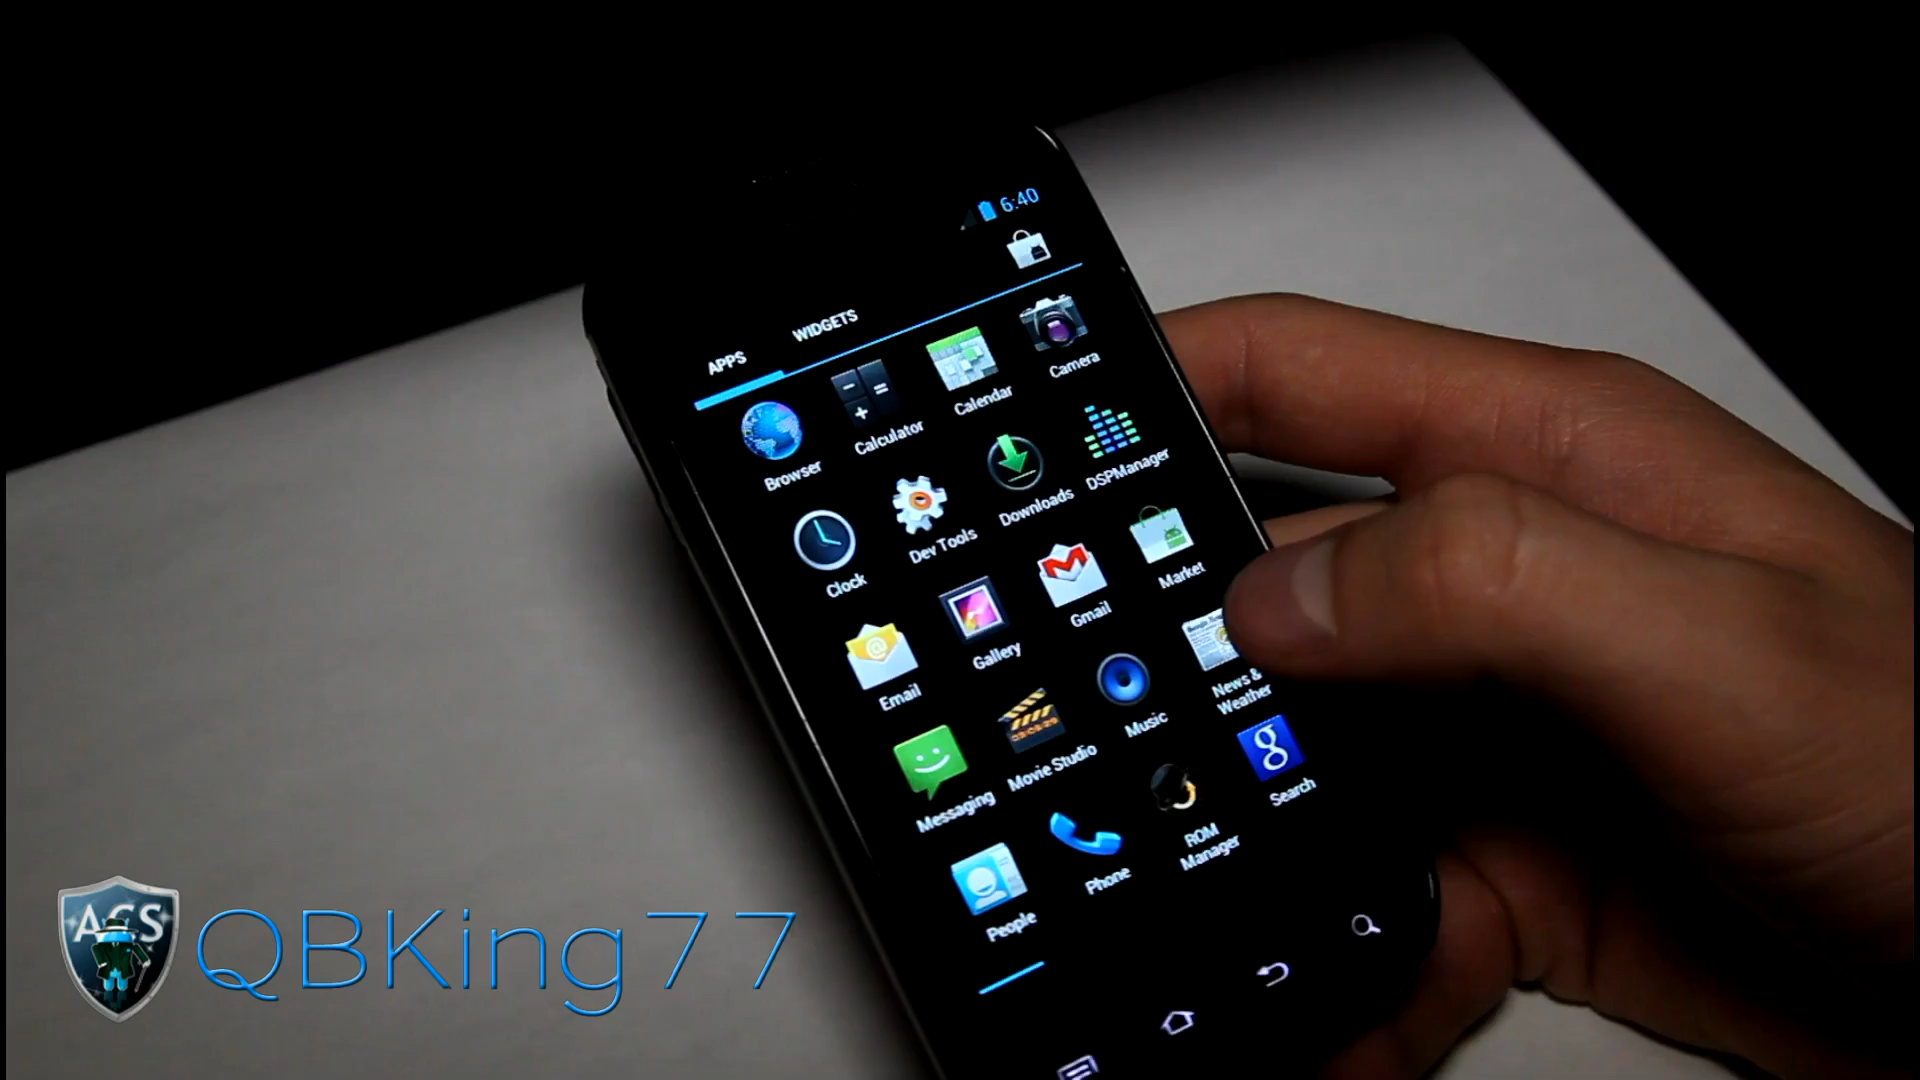 6:40
APPS WIDGETS
Browser Calculator Calendar Camera
Clock Dev Tools Downloads DSPManager
Email Gallery Gmail Market
Messaging Movie Studio Music News & Weather
People Phone ROM Manager Search
ACS QBKing77